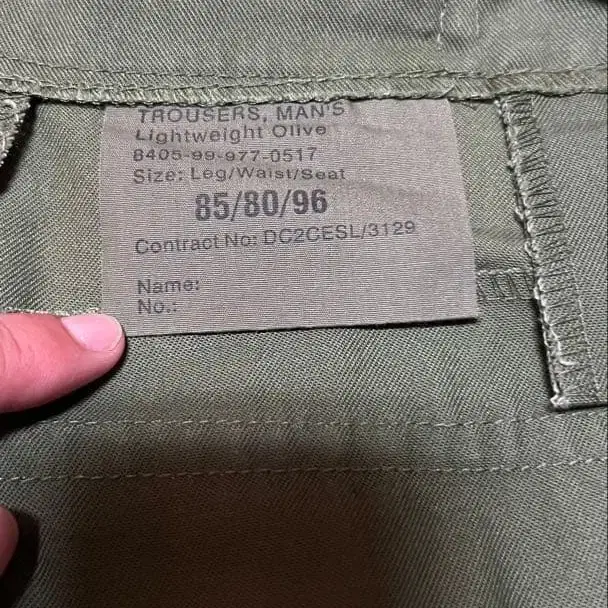 TROUSERS, MAN'S
Lightweight Olive
8405-99-977-0517
Size: Leg/Waist/Seat
85/80/96
Contract No: DC2CESL/3129
Name:
No.: